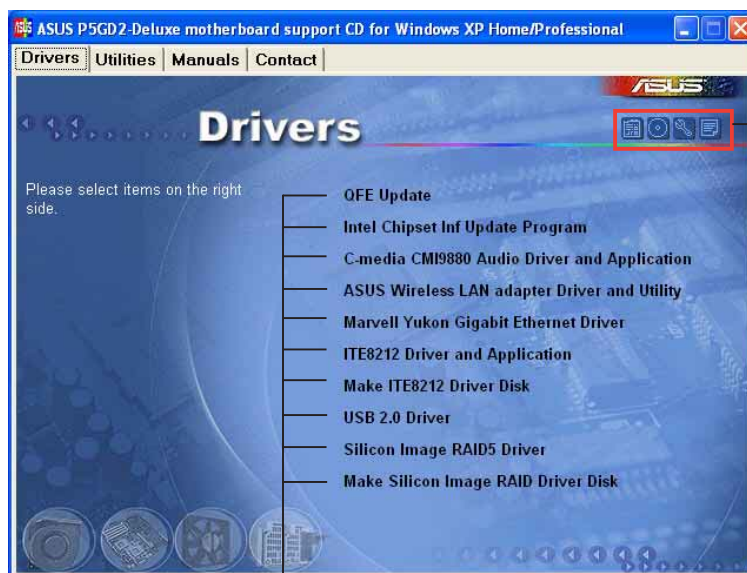 ASUS P5GD2-Deluxe motherboard support CD for Windows XP Home/Professional
Drivers Utilities Manuals Contact
ASUS
Drivers
Please select items on the right
side.
QFE Update
Intel Chipset Inf Update Program
C-media CMI9880 Audio Driver and Application
ASUS Wireless LAN adapter Driver and Utility
Marvell Yukon Gigabit Ethernet Driver
ITE8212 Driver and Application
Make ITE8212 Driver Disk
USB 2.0 Driver
Silicon Image RAID5 Driver
Make Silicon Image RAID Driver Disk